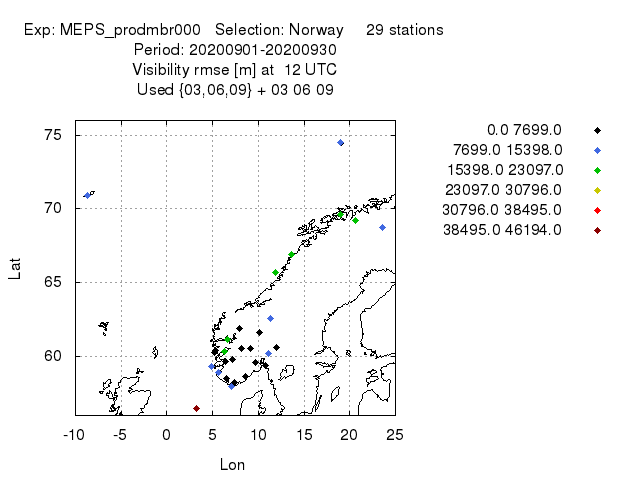 Exp: MEPS_prodmbr000 Selection: Norway 29 stations
Period: 20200901-20200930
Visibility rmse [m] at 12 UTC
Used {03,06,09} + 03 06 09
0.0 7699.0
7699.0 15398.0
15398.0 23097.0
23097.0 30796.0
30796.0 38495.0
38495.0 46194.0
75
70
65
60
Lat
-10 -5 0 5 10 15 20 25
Lon